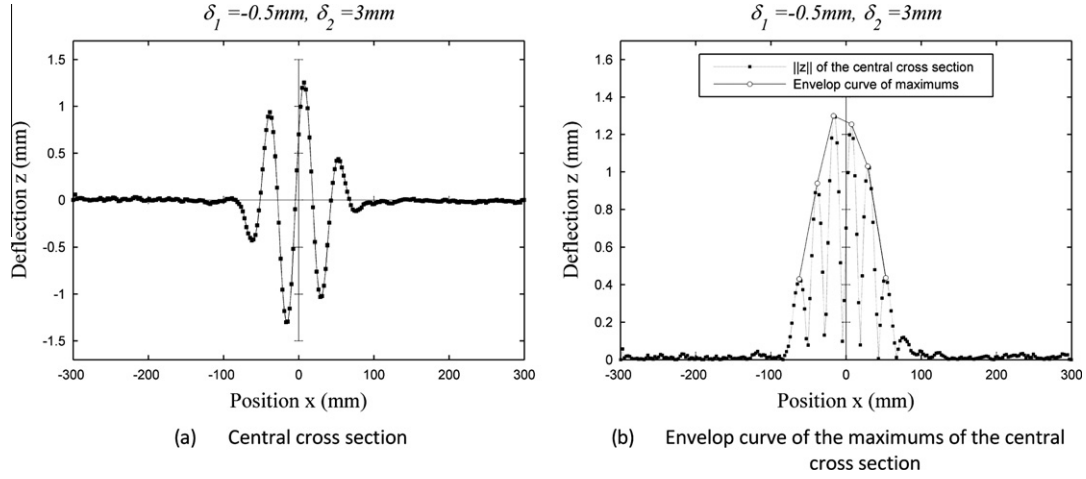 δ1 =-0.5mm, δ2 =3mm
1.5
1
0.5
0
-0.5
-1
-1.5
Deflection z (mm)
-300 -200 -100 0 100 200 300
Position x (mm)
(a) Central cross section
δ1 =-0.5mm, δ2 =3mm
||z|| of the central cross section
Envelop curve of maximums
1.6
1.4
1.2
1
0.8
0.6
0.4
0.2
0
Deflection z (mm)
-300 -200 -100 0 100 200 300
Position x (mm)
(b) Envelop curve of the maximums of the central
cross section